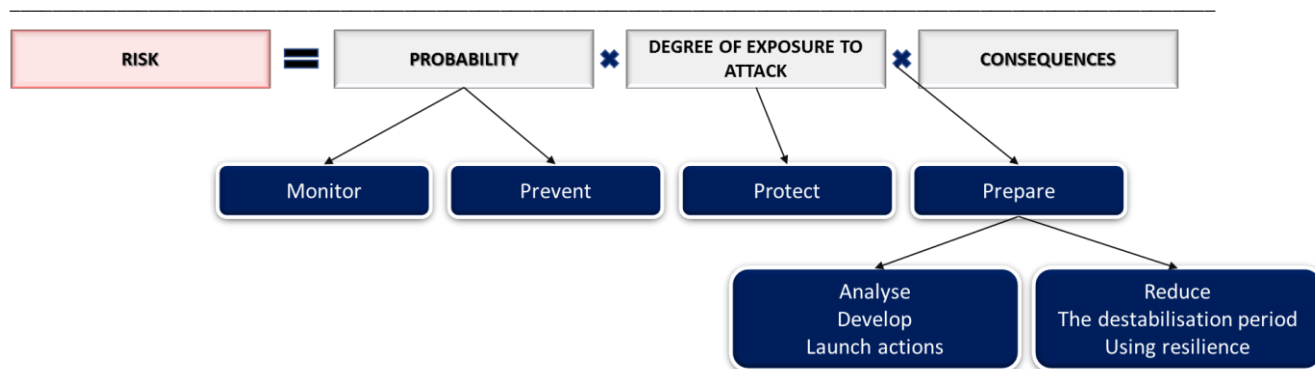 RISK
=
PROBABILITY
×
DEGREE OF EXPOSURE TO
ATTACK
×
CONSEQUENCES
Monitor
Prevent
Protect
Prepare
Analyse
Develop
Launch actions
Reduce
The destabilisation period
Using resilience